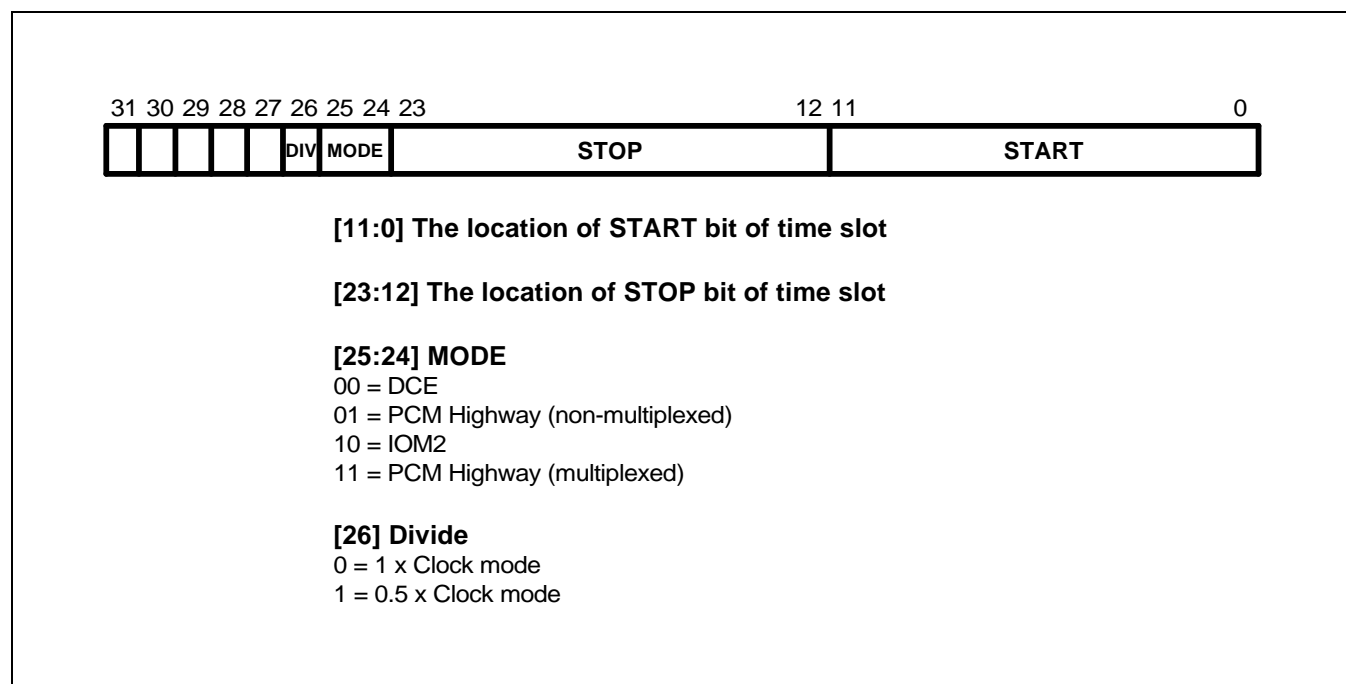 31 30 29 28 27 26 25 24 23 12 11 0
DIV MODE STOP START
[11:0] The location of START bit of time slot
[23:12] The location of STOP bit of time slot
[25:24] MODE
00 = DCE
01 = PCM Highway (non-multiplexed)
10 = IOM2
11 = PCM Highway (multiplexed)
[26] Divide
0 = 1 x Clock mode
1 = 0.5 x Clock mode